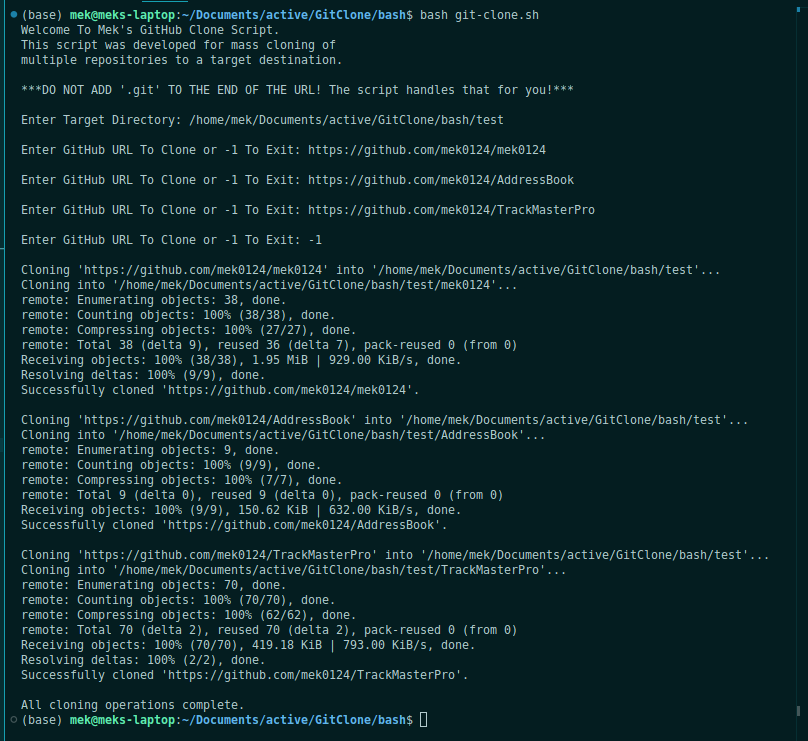 (base) mek@meks-laptop:~/Documents/active/GitClone/bash$ bash git-clone.sh
Welcome To Mek's GitHub Clone Script.
This script was developed for mass cloning of
multiple repositories to a target destination.
***DO NOT ADD '.git' TO THE END OF THE URL! The script handles that for you!***
Enter Target Directory: /home/mek/Documents/active/GitClone/bash/test
Enter GitHub URL To Clone or -1 To Exit: https://github.com/mek0124/mek0124
Enter GitHub URL To Clone or -1 To Exit: https://github.com/mek0124/AddressBook
Enter GitHub URL To Clone or -1 To Exit: https://github.com/mek0124/TrackMasterPro
Enter GitHub URL To Clone or -1 To Exit: -1
Cloning 'https://github.com/mek0124/mek0124' into '/home/mek/Documents/active/GitClone/bash/test'...
Cloning into '/home/mek/Documents/active/GitClone/bash/test/mek0124'...
remote: Enumerating objects: 38, done.
remote: Counting objects: 100% (38/38), done.
remote: Compressing objects: 100% (27/27), done.
remote: Total 38 (delta 9), reused 36 (delta 7), pack-reused 0 (from 0)
Receiving objects: 100% (38/38), 1.95 MiB | 929.00 KiB/s, done.
Resolving deltas: 100% (9/9), done.
Successfully cloned 'https://github.com/mek0124/mek0124'.
Cloning 'https://github.com/mek0124/AddressBook' into '/home/mek/Documents/active/GitClone/bash/test'...
Cloning into '/home/mek/Documents/active/GitClone/bash/test/AddressBook'...
remote: Enumerating objects: 9, done.
remote: Counting objects: 100% (9/9), done.
remote: Compressing objects: 100% (7/7), done.
remote: Total 9 (delta 0), reused 9 (delta 0), pack-reused 0 (from 0)
Receiving objects: 100% (9/9), 150.62 KiB | 632.00 KiB/s, done.
Successfully cloned 'https://github.com/mek0124/AddressBook'.
Cloning 'https://github.com/mek0124/TrackMasterPro' into '/home/mek/Documents/active/GitClone/bash/test'...
Cloning into '/home/mek/Documents/active/GitClone/bash/test/TrackMasterPro'...
remote: Enumerating objects: 70, done.
remote: Counting objects: 100% (70/70), done.
remote: Compressing objects: 100% (62/62), done.
remote: Total 70 (delta 2), reused 70 (delta 2), pack-reused 0 (from 0)
Receiving objects: 100% (70/70), 419.18 KiB | 793.00 KiB/s, done.
Resolving deltas: 100% (2/2), done.
Successfully cloned 'https://github.com/mek0124/TrackMasterPro'.
All cloning operations complete.
(base) mek@meks-laptop:~/Documents/active/GitClone/bash$